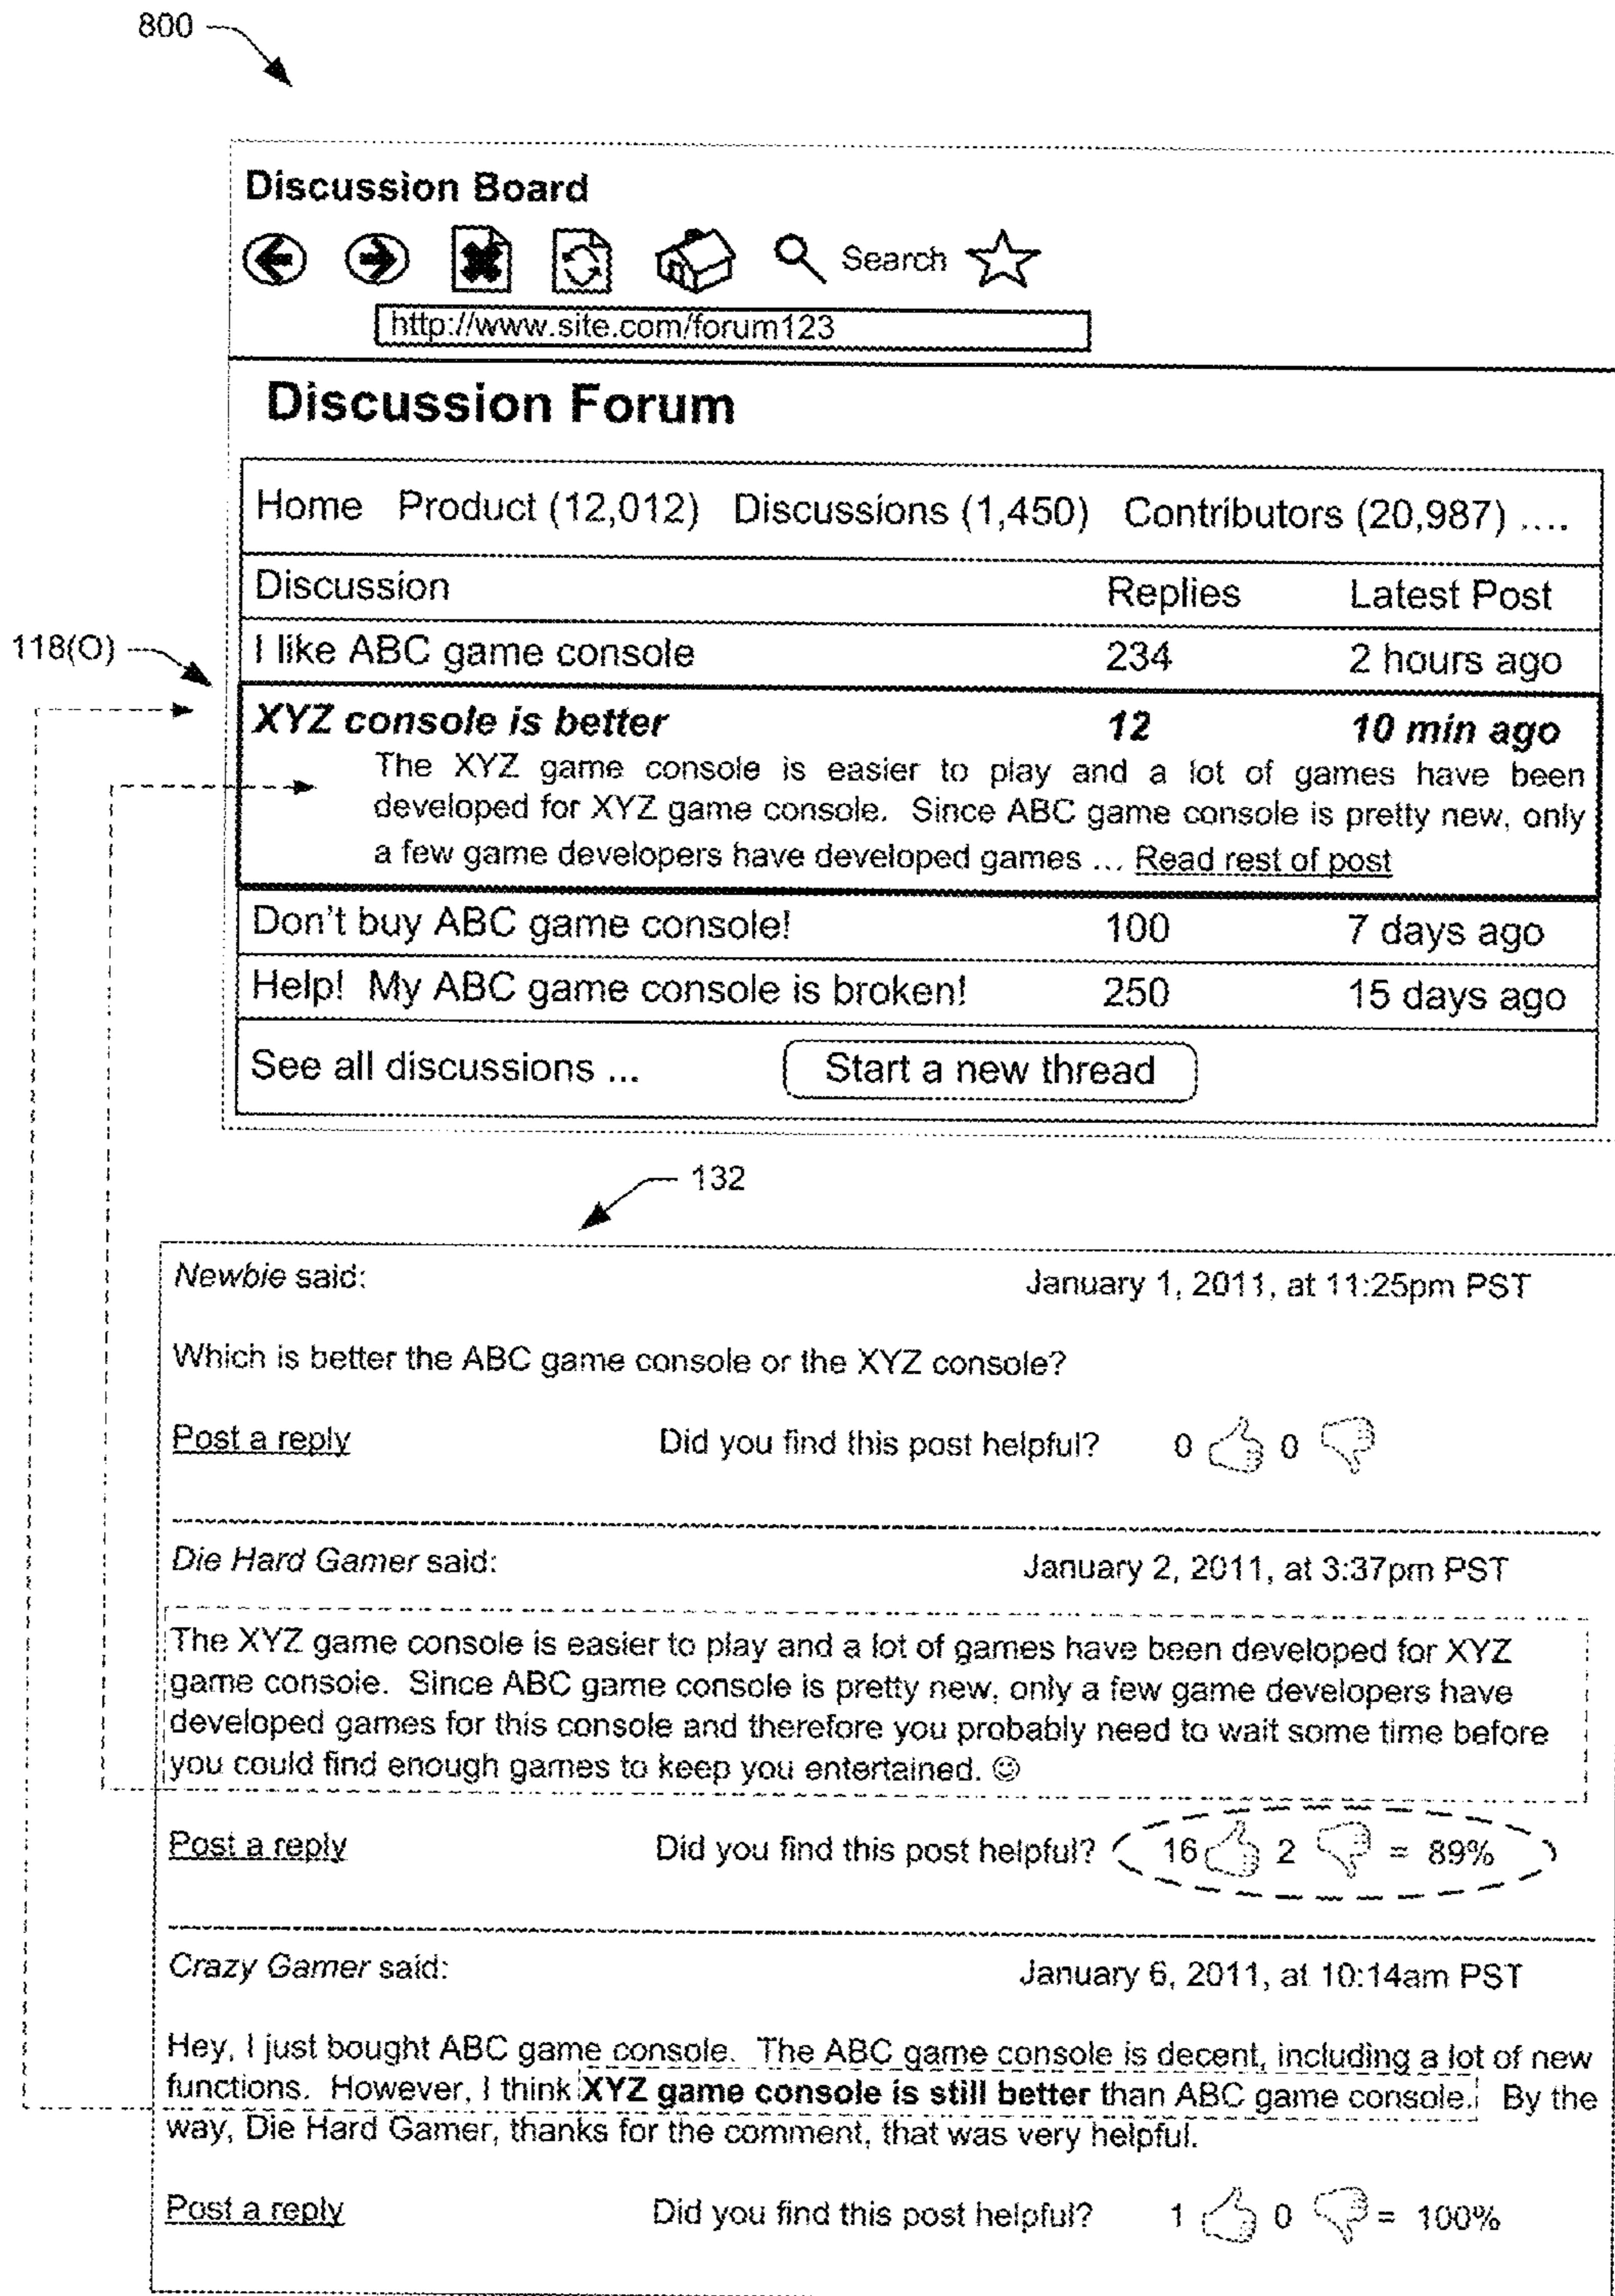 800
Discussion Board
Search
http://www.site.com/forum123
Discussion Forum
Home Product (12,012) Discussions (1,450) Contributors (20,987) ....
Discussion Replies Latest Post
118(O)
I like ABC game console 234 2 hours ago
XYZ console is better 12 10 min ago
The XYZ game console is easier to play and a lot of games have been
developed for XYZ game console. Since ABC game console is pretty new, only
a few game developers have developed games ... Read rest of post
Don't buy ABC game console! 100 7 days ago
Help! My ABC game console is broken! 250 15 days ago
See all discussions ... Start a new thread
132
Newbie said: January 1, 2011, at 11:25pm PST
Which is better the ABC game console or the XYZ console?
Post a reply Did you find this post helpful? 0 0
Die Hard Gamer said: January 2, 2011, at 3:37pm PST
The XYZ game console is easier to play and a lot of games have been developed for XYZ
game console. Since ABC game console is pretty new, only a few game developers have
developed games for this console and therefore you probably need to wait some time before
you could find enough games to keep you entertained. ☺
Post a reply Did you find this post helpful? 16 2 = 89%
Crazy Gamer said: January 6, 2011, at 10:14am PST
Hey, I just bought ABC game console. The ABC game console is decent, including a lot of new
functions. However, I think XYZ game console is still better than ABC game console. By the
way, Die Hard Gamer, thanks for the comment, that was very helpful.
Post a reply Did you find this post helpful? 1 0 = 100%